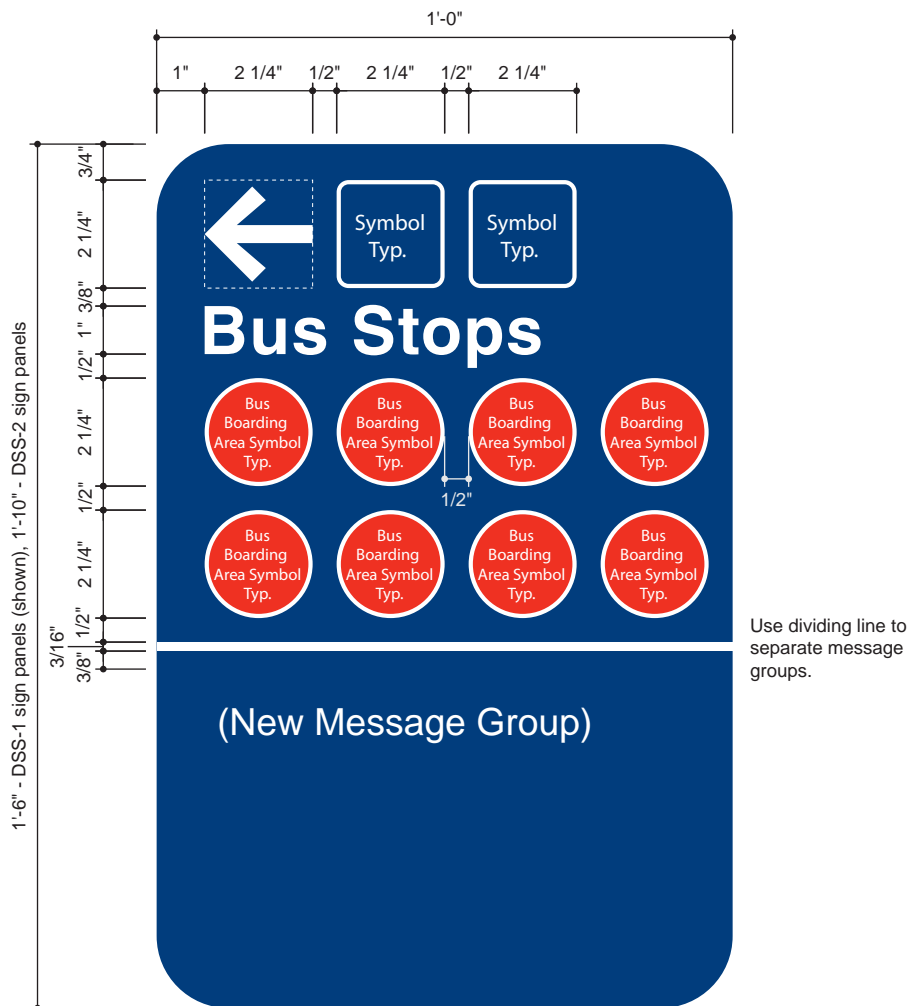 1'-0"
1" 2 1/4" 1/2" 2 1/4" 1/2" 2 1/4"
1'-6" - DSS-1 sign panels (shown), 1'-10" - DSS-2 sign panels
3/4"
2 1/4"
3/8"
1"
1/2"
2 1/4"
1/2"
2 1/4"
1/2"
3/16"
3/8"
Symbol
Typ.
Symbol
Typ.
Bus Stops
Bus
Boarding
Area Symbol
Typ.
Bus
Boarding
Area Symbol
Typ.
Bus
Boarding
Area Symbol
Typ.
Bus
Boarding
Area Symbol
Typ.
1/2"
Bus
Boarding
Area Symbol
Typ.
Bus
Boarding
Area Symbol
Typ.
Bus
Boarding
Area Symbol
Typ.
Bus
Boarding
Area Symbol
Typ.
Use dividing line to
separate message
groups.
(New Message Group)